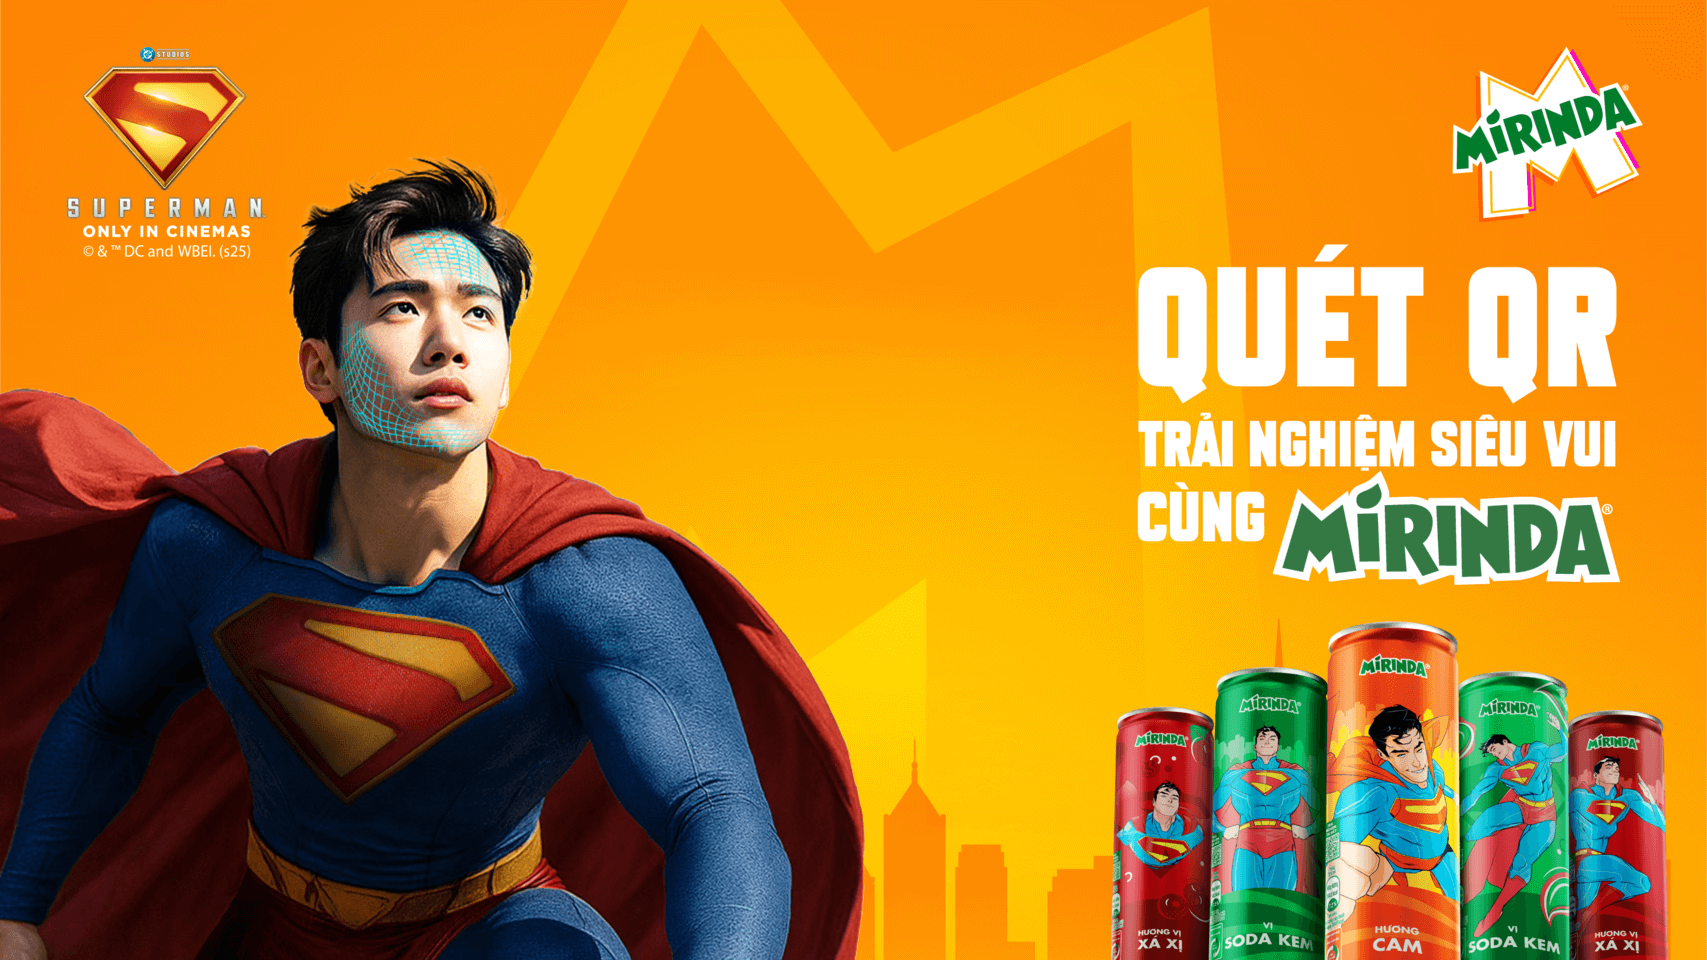 DC STUDIOS
SUPERMAN
ONLY IN CINEMAS
© & ™ DC and WBEI. (s25)
MIRINDA®
QUÉT QR
TRẢI NGHIỆM SIÊU VUI
CÙNG MIRINDA®
MIRINDA
HƯƠNG VỊ
XÁ XỊ
MIRINDA
VỊ
SODA KEM
MIRINDA
HƯƠNG
CAM
MIRINDA
VỊ
SODA KEM
MIRINDA
HƯƠNG VỊ
XÁ XỊ